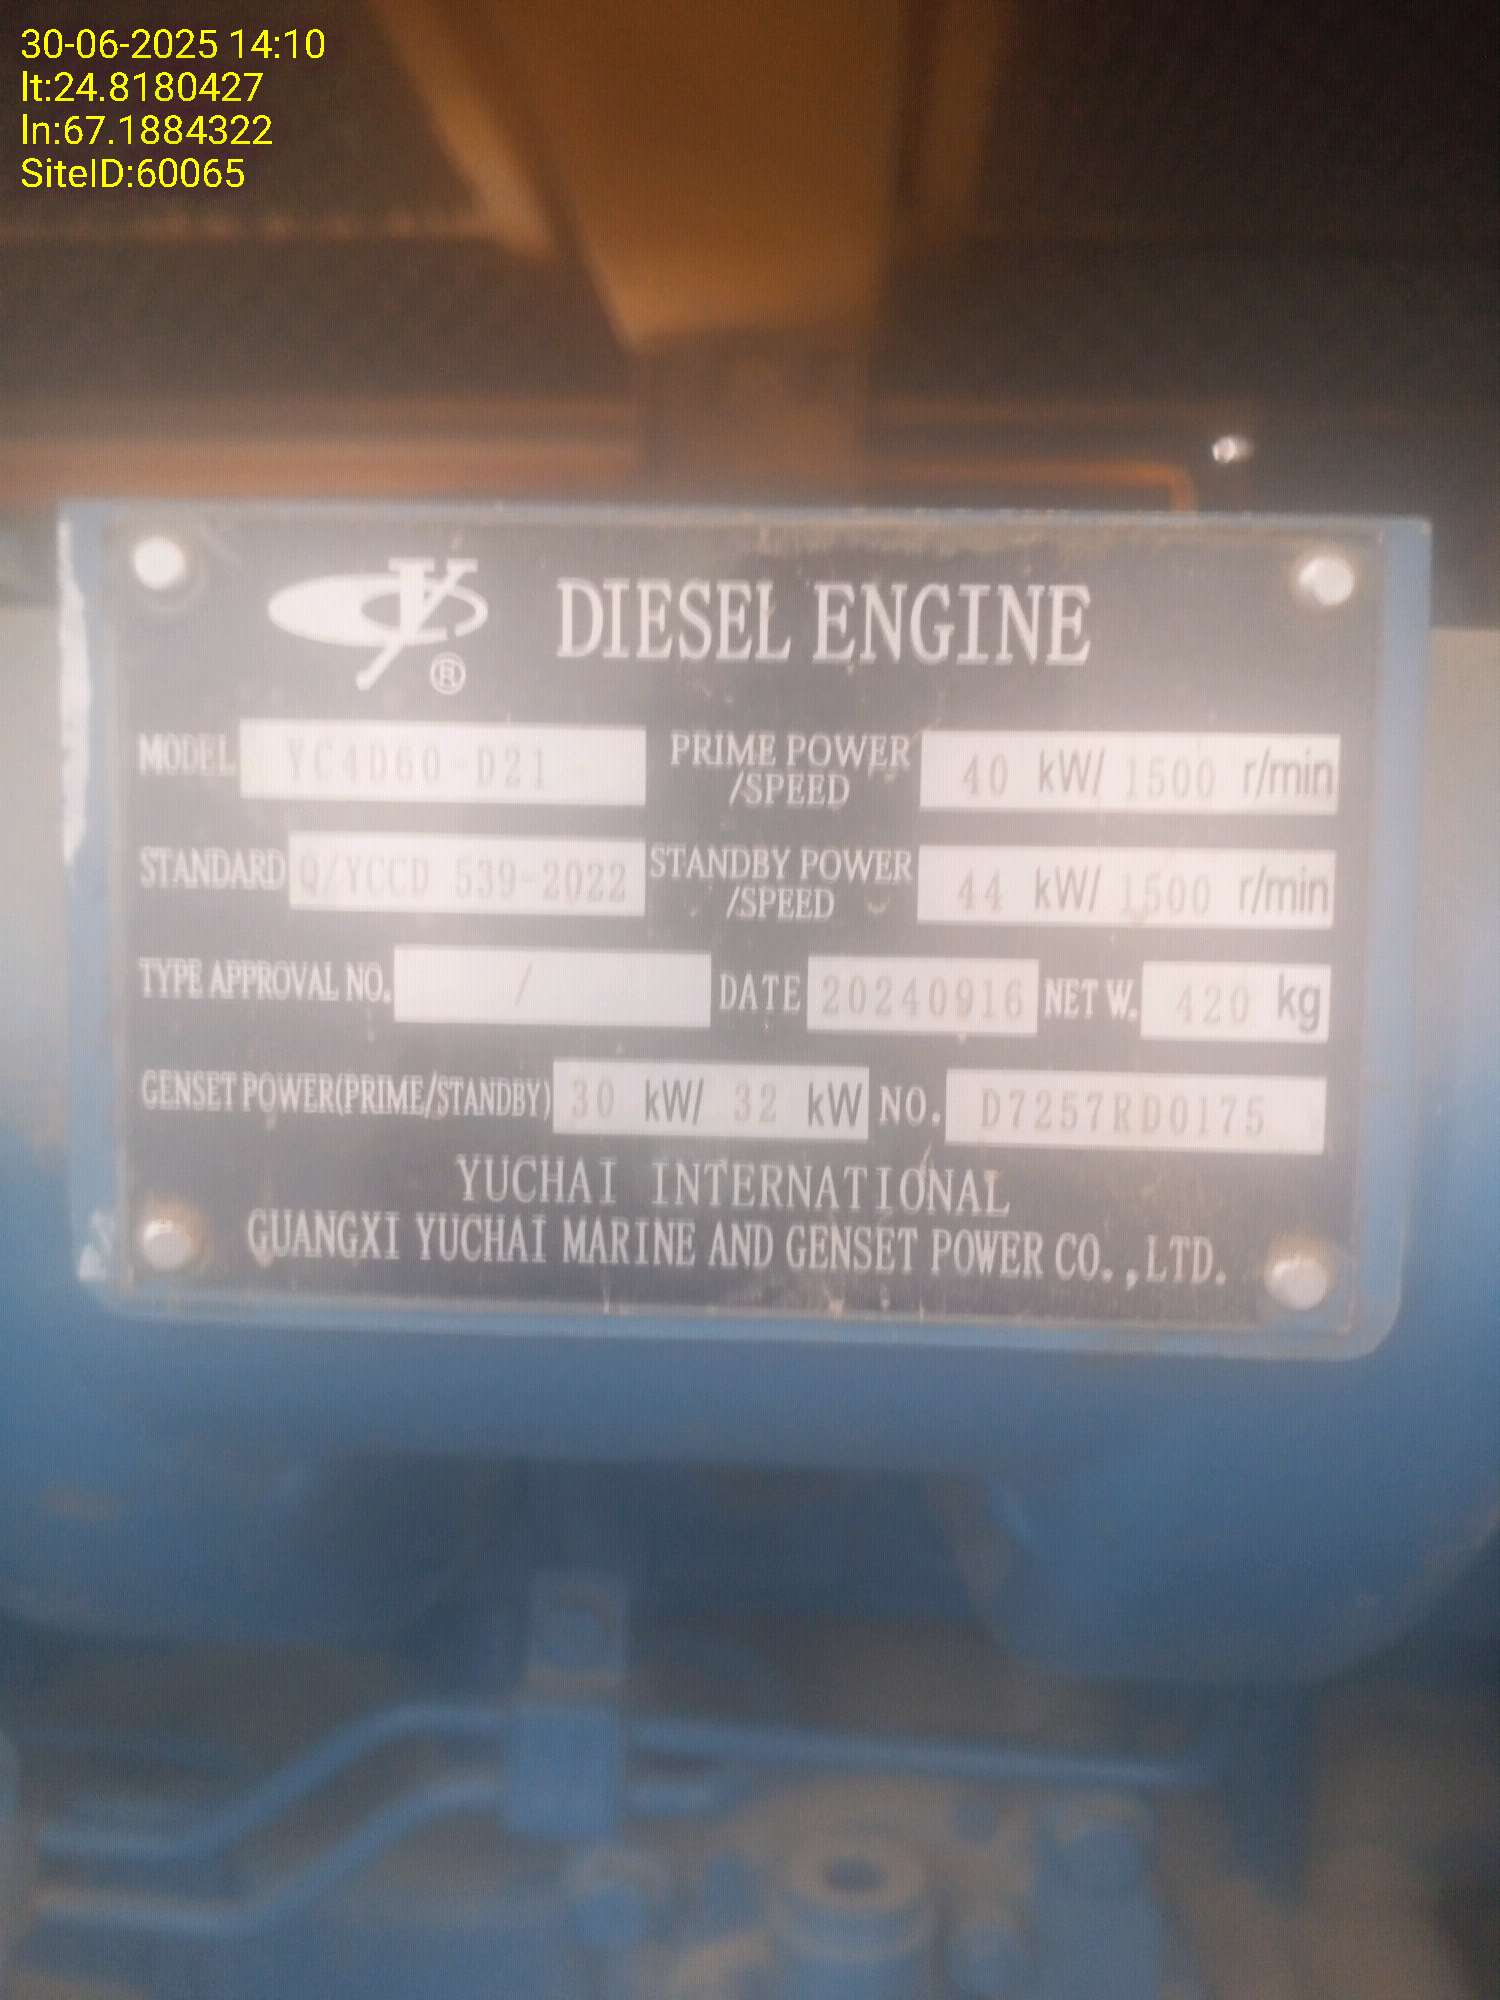 30-06-2025 14:10
lt:24.8180427
ln:67.1884322
SiteID:60065
DIESEL ENGINE
®
MODEL YC4D60-D21 PRIME POWER /SPEED 40 kW/ 1500 r/min
STANDARD Q/YCCD 539-2022 STANDBY POWER /SPEED 44 kW/ 1500 r/min
TYPE APPROVAL NO. / DATE 20240916 NET W. 420 kg
GENSET POWER(PRIME/STANDBY) 30 kW/ 32 kW NO. D7257RD0175
YUCHAI INTERNATIONAL
GUANGXI YUCHAI MARINE AND GENSET POWER CO.,LTD.